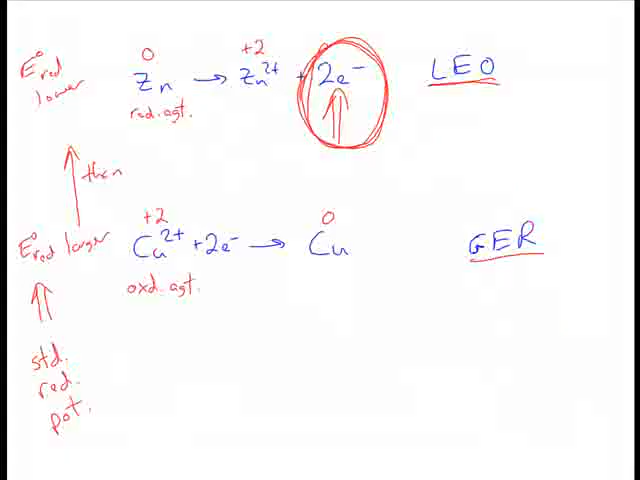 0 +2
E°red Zn → Zn²⁺ + 2e⁻ LEO
lower red. agt.
then
+2 0
E°red larger Cu²⁺ + 2e⁻ → Cu GER
oxd. agt.
std.
red.
pot.